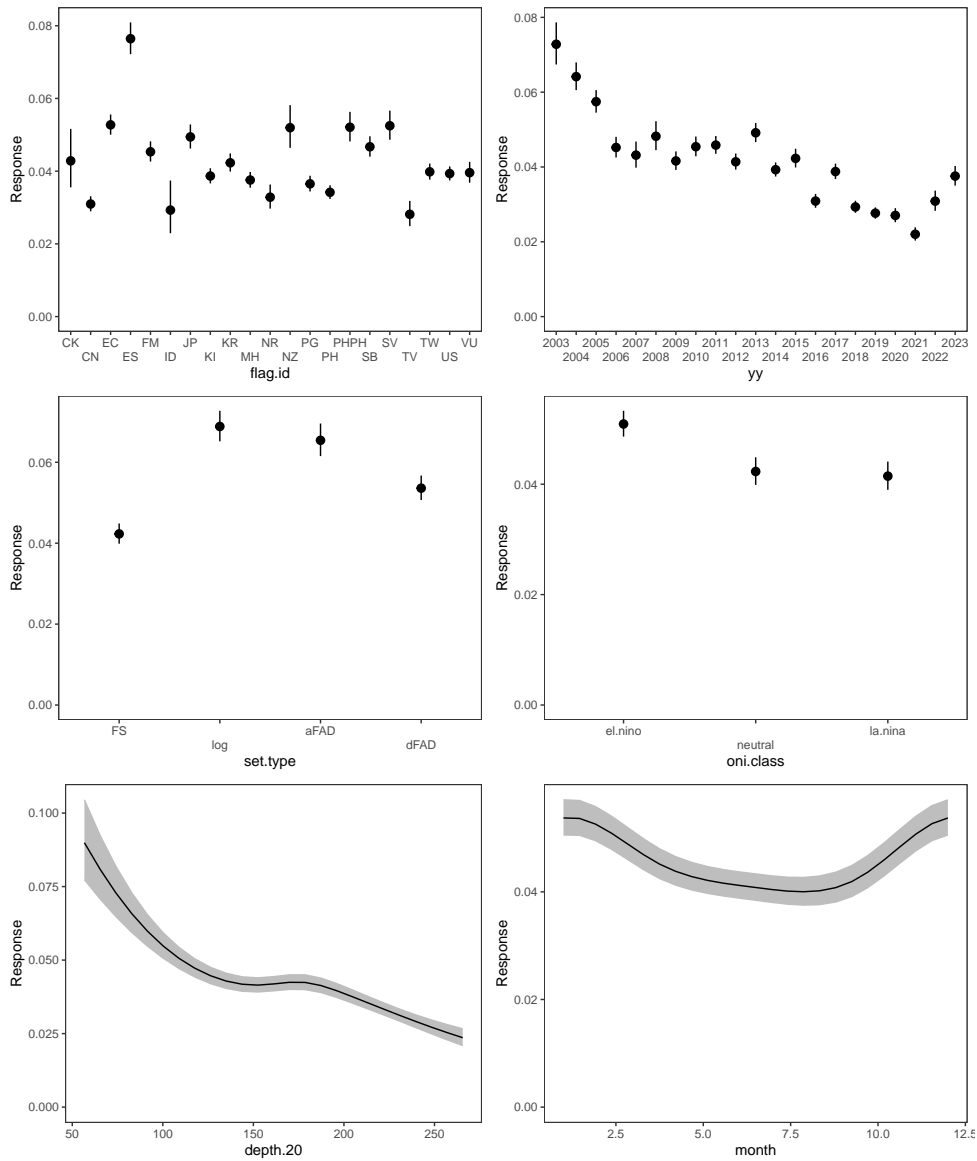 0.08
0.06
0.04
0.02
0.00
Response
CK EC FM JP KR NR PG PHPH SV TW VU
CN ES ID KI MH NZ PH SB TV US
flag.id
0.08
0.06
0.04
0.02
0.00
Response
2003 2005 2007 2009 2011 2013 2015 2017 2019 2021 2023
2004 2006 2008 2010 2012 2014 2016 2018 2020 2022
yy
0.06
0.04
0.02
0.00
Response
FS aFAD
log dFAD
set.type
0.04
0.02
0.00
Response
el.nino la.nina
neutral
oni.class
0.100
0.075
0.050
0.025
0.000
Response
50 100 150 200 250
depth.20
0.04
0.02
0.00
Response
2.5 5.0 7.5 10.0 12.5
month